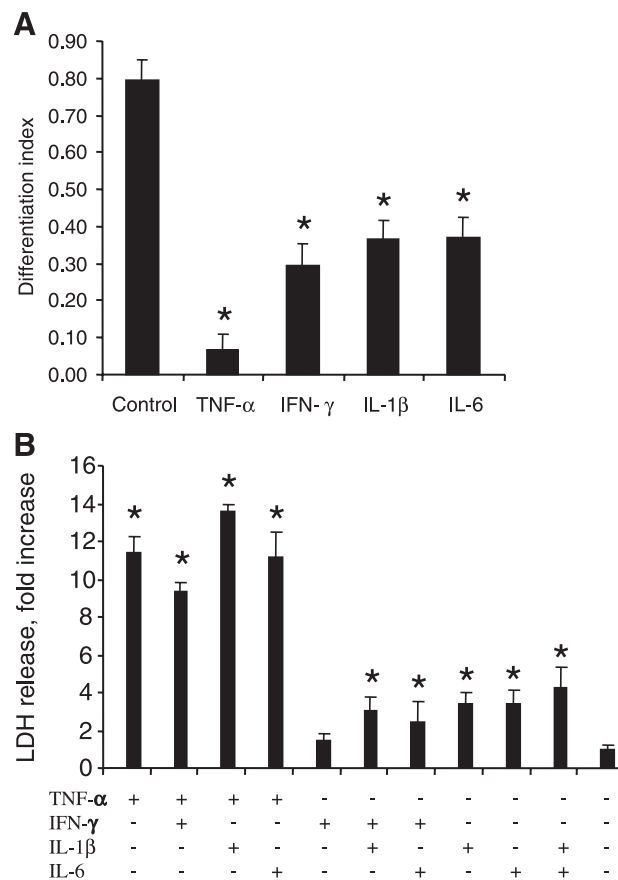 A
0.90
0.80
0.70
0.60
0.50
0.40
0.30
0.20
0.10
0.00
Differentiation index
* * * *
Control TNF-α IFN- γ IL-1β IL-6
B
16
14
12
10
8
6
4
2
0
LDH release, fold increase
* * * * * * * * *
TNF-α + + + + - - - - - - -
IFN-γ - + - - + + + - - - -
IL-1β - - + - - + - + - + -
IL-6 - - - + - - + - + + -